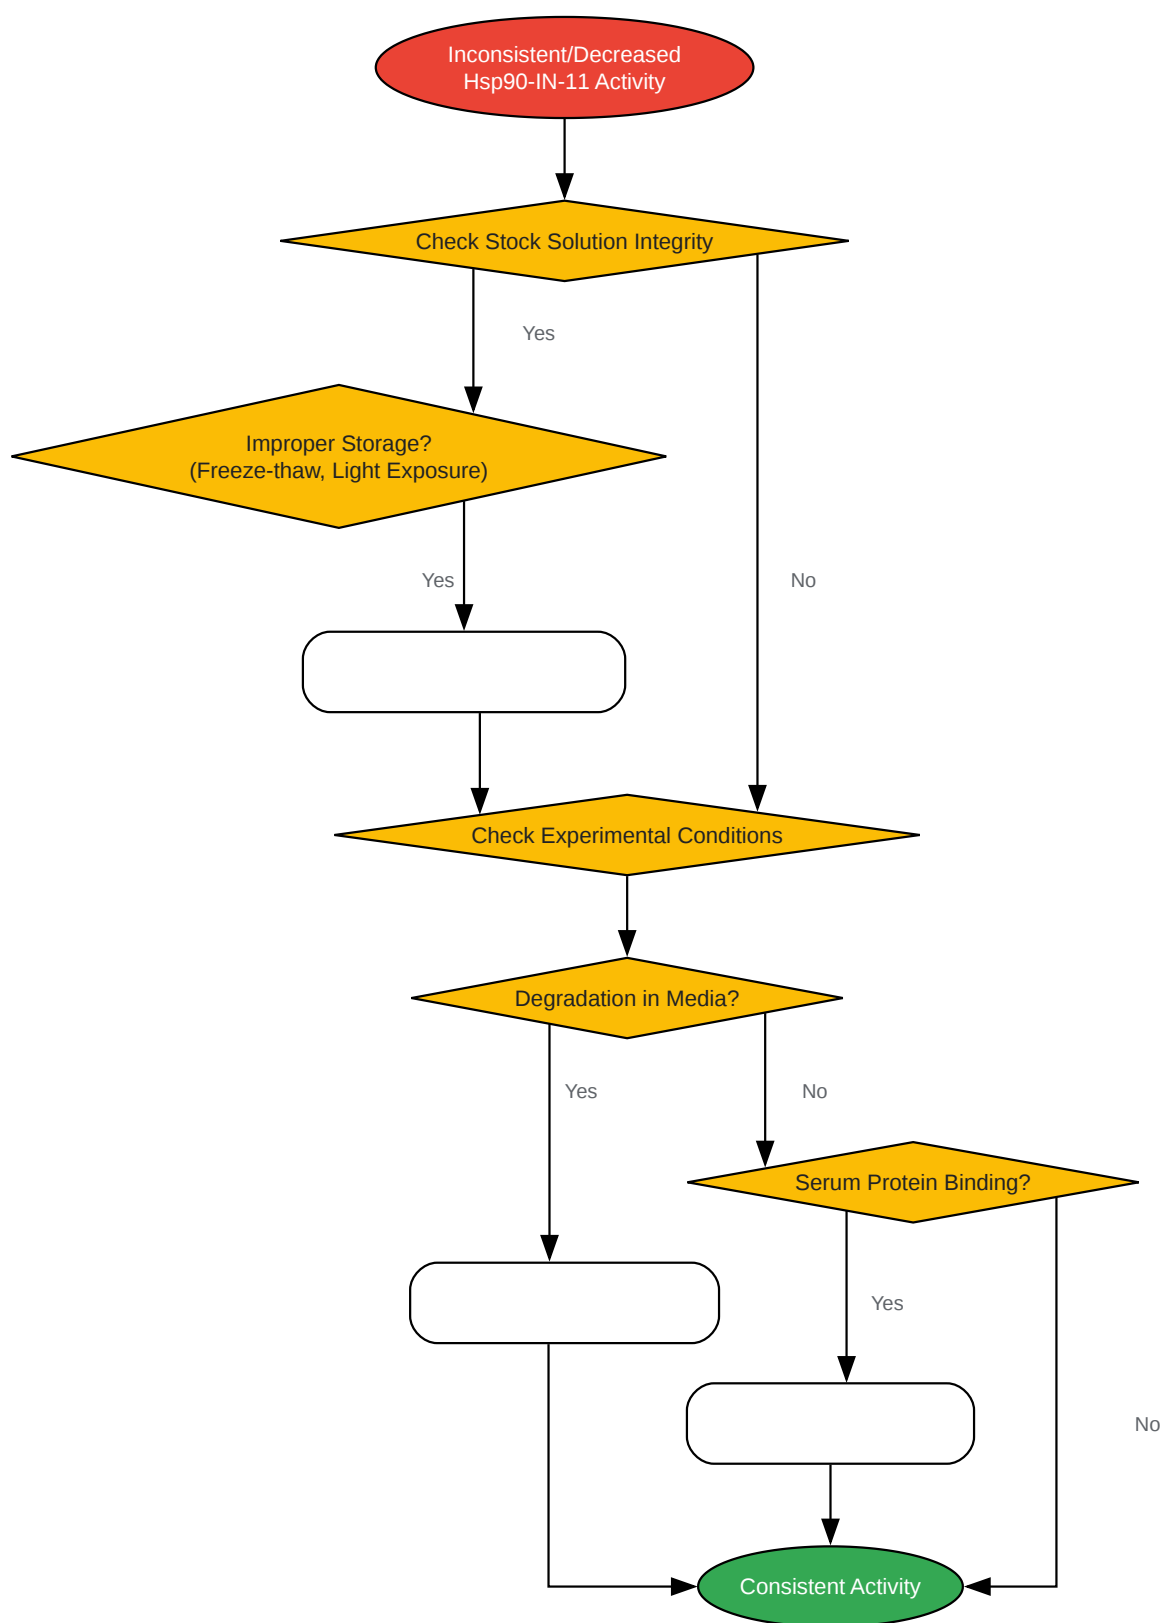 Inconsistent/Decreased
Hsp90-IN-11 Activity
Check Stock Solution Integrity
Yes
Improper Storage?
(Freeze-thaw, Light Exposure)
Yes
No
Check Experimental Conditions
Degradation in Media?
Yes
No
Serum Protein Binding?
Yes
No
Consistent Activity